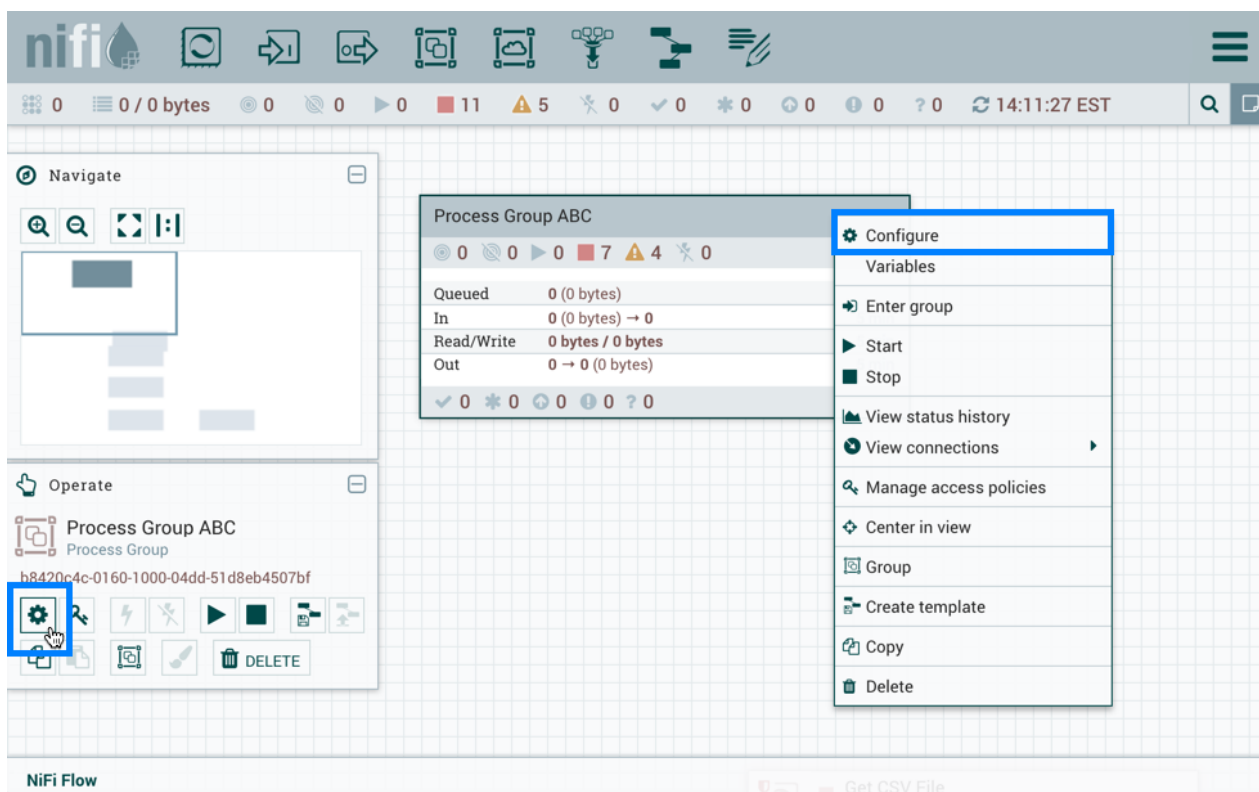 nifi
0 0 / 0 bytes 0 0 0 11 5 0 0 0 0 0 ? 0 14:11:27 EST
Navigate
Process Group ABC
0 0 0 7 4 0
Queued 0 (0 bytes)
In 0 (0 bytes) → 0
Read/Write 0 bytes / 0 bytes
Out 0 → 0 (0 bytes)
0 0 0 0 ? 0
Configure
Variables
Enter group
Start
Stop
View status history
View connections
Manage access policies
Center in view
Group
Create template
Copy
Delete
Operate
Process Group ABC
Process Group
b8420c4c-0160-1000-04dd-51d8eb4507bf
DELETE
NiFi Flow
Get CSV File